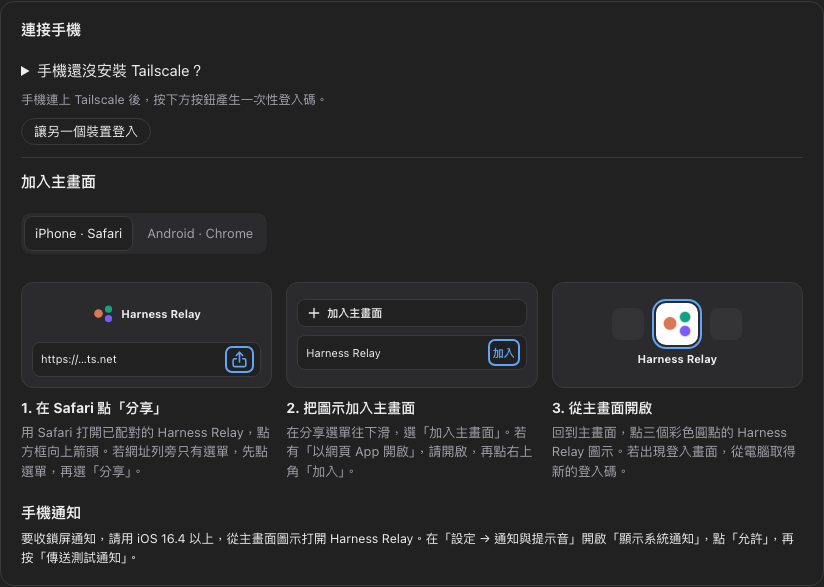 連接手機
▶ 手機還沒安裝 Tailscale？
手機連上 Tailscale 後，按下方按鈕產生一次性登入碼。
讓另一個裝置登入
加入主畫面
iPhone · Safari
Android · Chrome
Harness Relay
https://...ts.net
+ 加入主畫面
Harness Relay
加入
Harness Relay
1. 在 Safari 點「分享」
用 Safari 打開已配對的 Harness Relay，點
方框向上箭頭。若網址列旁只有選單，先點
選單，再選「分享」。
2. 把圖示加入主畫面
在分享選單往下滑，選「加入主畫面」。若
有「以網頁 App 開啟」，請開啟，再點右上
角「加入」。
3. 從主畫面開啟
回到主畫面，點三個彩色圓點的 Harness
Relay 圖示。若出現登入畫面，從電腦取得
新的登入碼。
手機通知
要收鎖屏通知，請用 iOS 16.4 以上，從主畫面圖示打開 Harness Relay。在「設定 → 通知與提示音」開啟「顯示系統通知」，點「允許」，再
按「傳送測試通知」。